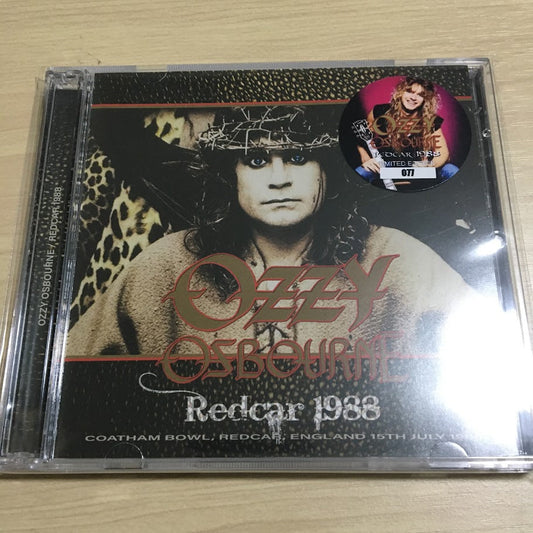 OZZY OSBOURNE / REDCAR 1988
OZZY
OSBOURNE
REDCAR 1988
LIMITED EDITION
077
OZZY
OSBOURNE
Redcar 1988
COATHAM BOWL, REDCAR, ENGLAND 15TH JULY